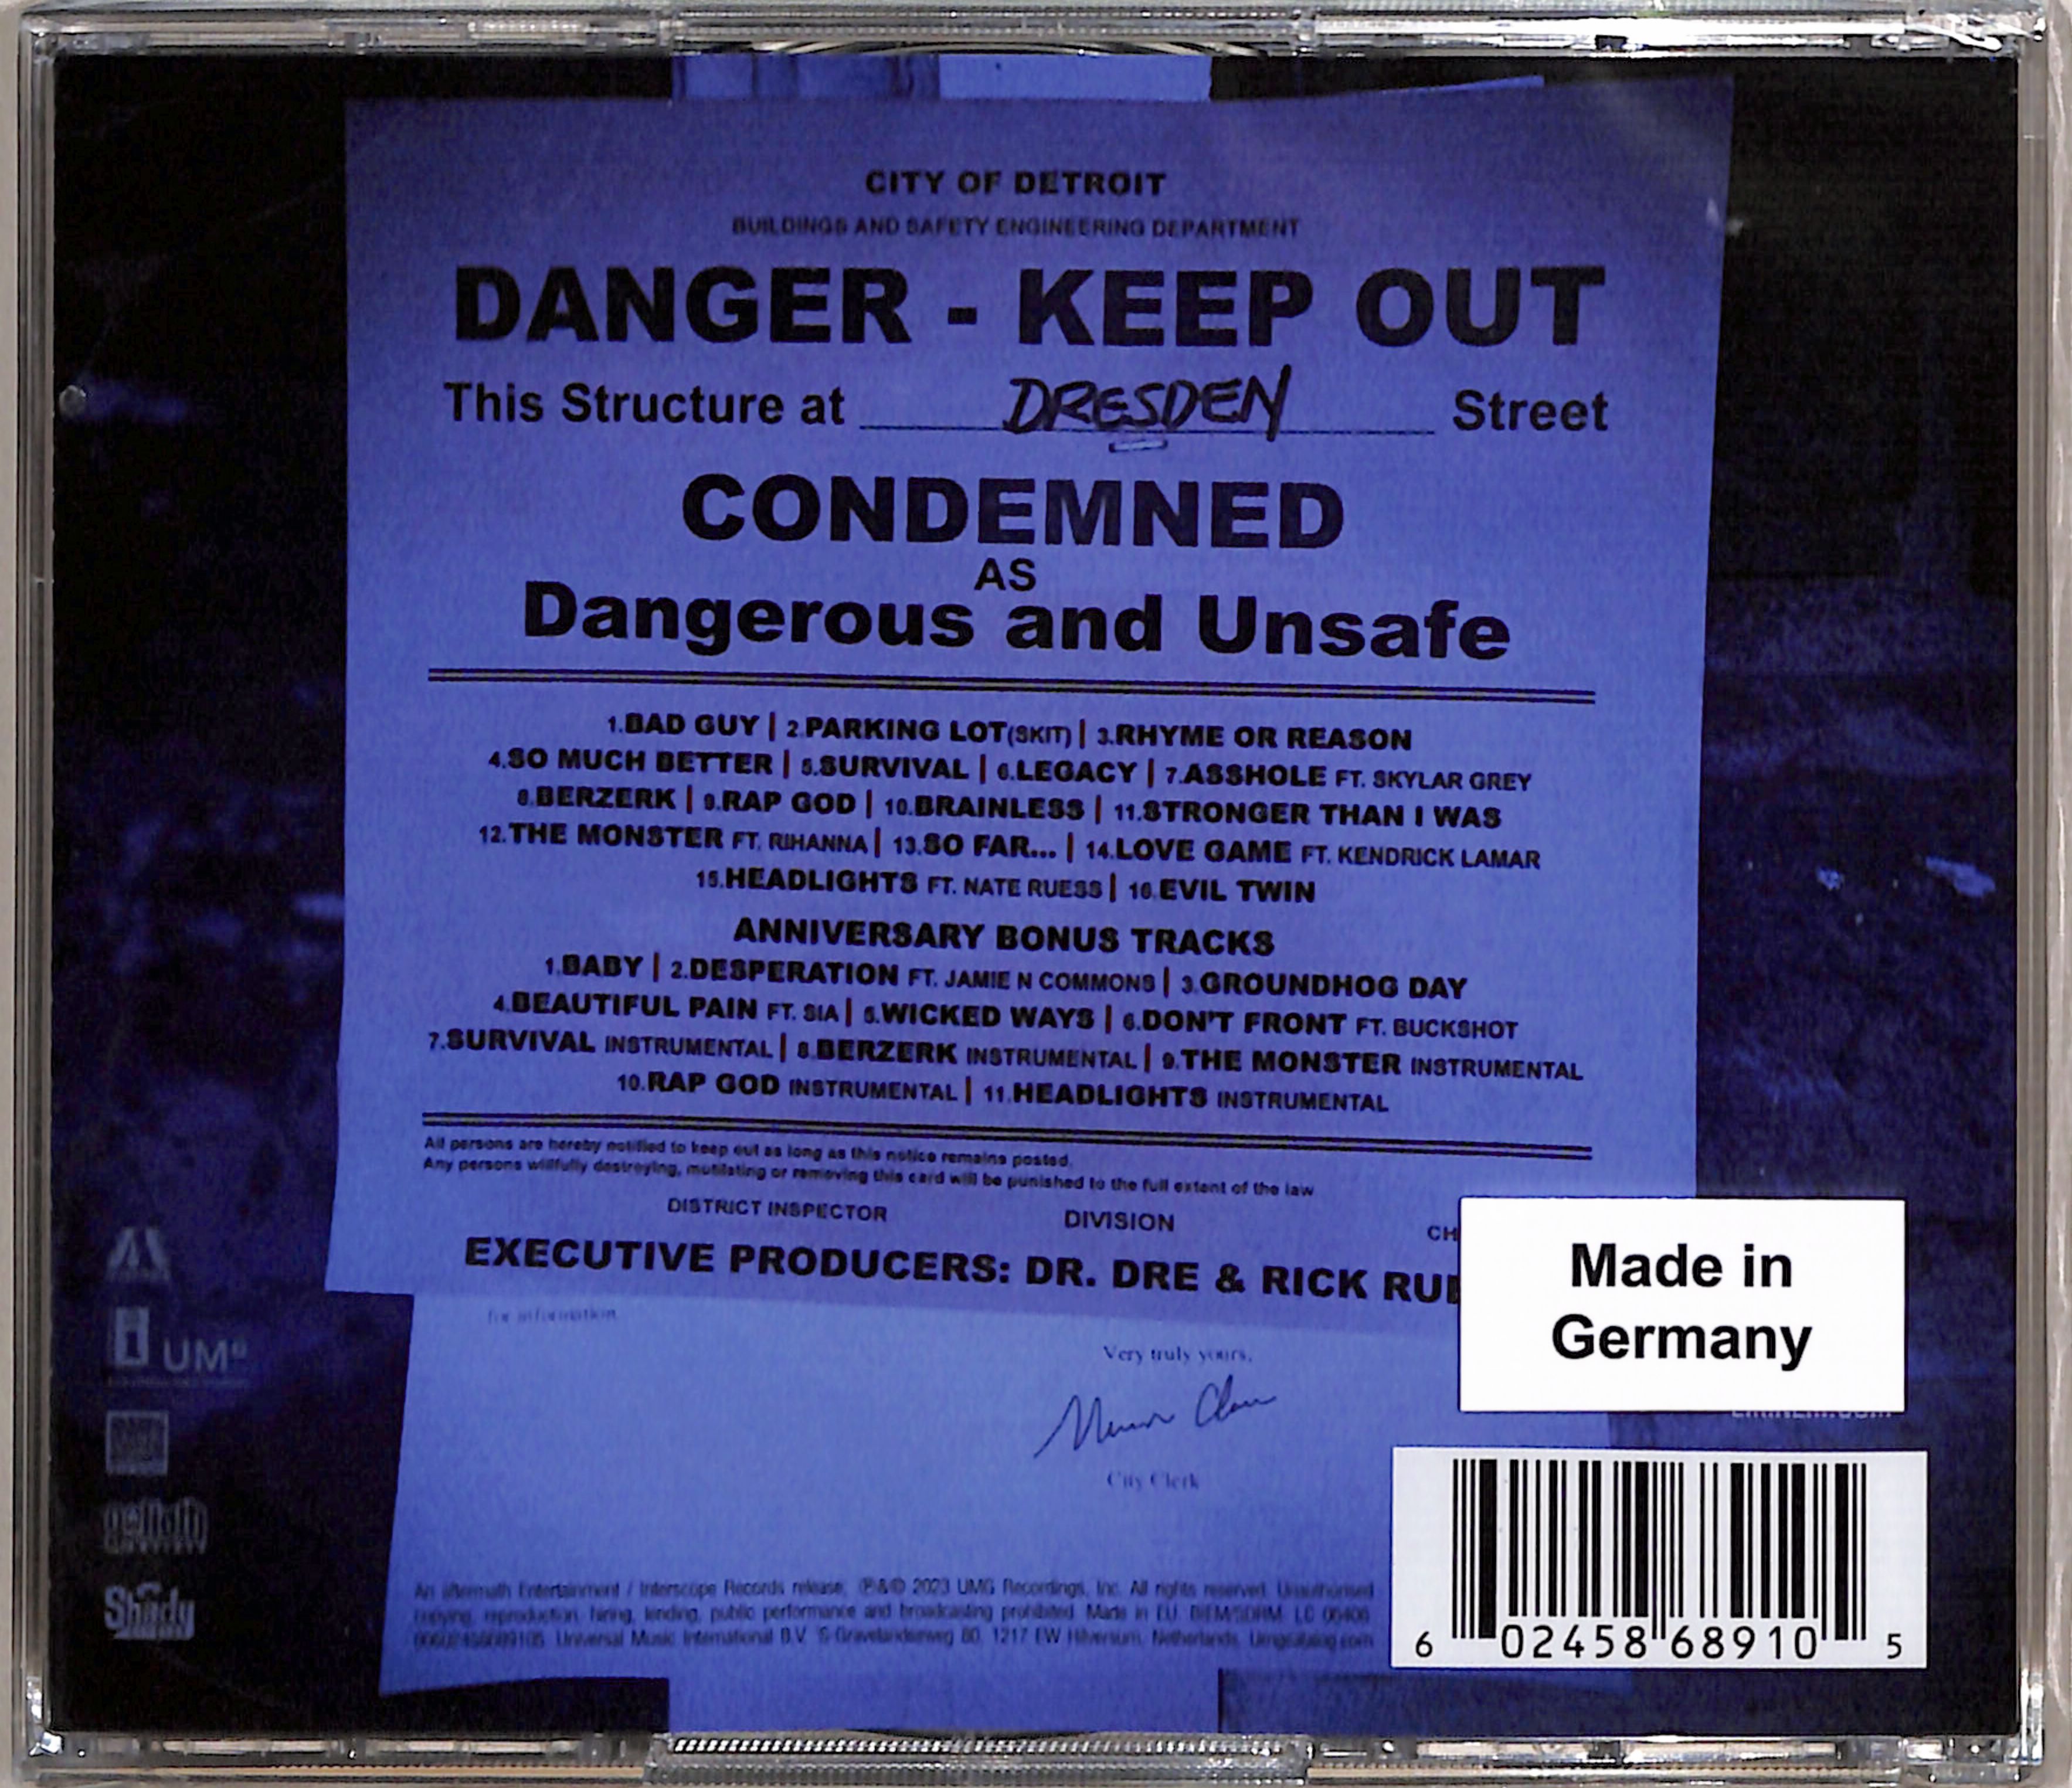 CITY OF DETROIT
BUILDINGS AND SAFETY ENGINEERING DEPARTMENT
DANGER - KEEP OUT
This Structure at DRESDEN Street
CONDEMNED
AS
Dangerous and Unsafe
1.BAD GUY | 2.PARKING LOT(SKIT) | 3.RHYME OR REASON
4.SO MUCH BETTER | 5.SURVIVAL | 6.LEGACY | 7.ASSHOLE FT. SKYLAR GREY
8.BERZERK | 9.RAP GOD | 10.BRAINLESS | 11.STRONGER THAN I WAS
12.THE MONSTER FT. RIHANNA | 13.SO FAR... | 14.LOVE GAME FT. KENDRICK LAMAR
15.HEADLIGHTS FT. NATE RUESS | 16.EVIL TWIN
ANNIVERSARY BONUS TRACKS
1.BABY | 2.DESPERATION FT. JAMIE N COMMONS | 3.GROUNDHOG DAY
4.BEAUTIFUL PAIN FT. SIA | 5.WICKED WAYS | 6.DON'T FRONT FT. BUCKSHOT
7.SURVIVAL INSTRUMENTAL | 8.BERZERK INSTRUMENTAL | 9.THE MONSTER INSTRUMENTAL
10.RAP GOD INSTRUMENTAL | 11.HEADLIGHTS INSTRUMENTAL
All persons are hereby notified to keep out as long as this notice remains posted.
Any persons willfully destroying, mutilating or removing this card will be punished to the full extent of the law
DISTRICT INSPECTOR DIVISION CH
EXECUTIVE PRODUCERS: DR. DRE & RICK RUB
for information
Very truly yours,
City Clerk
Made in
Germany
UMe
Shady
An Aftermath Entertainment / Interscope Records release; ℗&© 2023 UMG Recordings, Inc. All rights reserved. Unauthorised
copying, reproduction, hiring, lending, public performance and broadcasting prohibited. Made in EU. BIEM/SDRM. LC 06406
Universal Music International B.V. 'S-Gravelandseweg 80, 1217 EW Hilversum, Netherlands.
6 02458 68910 5